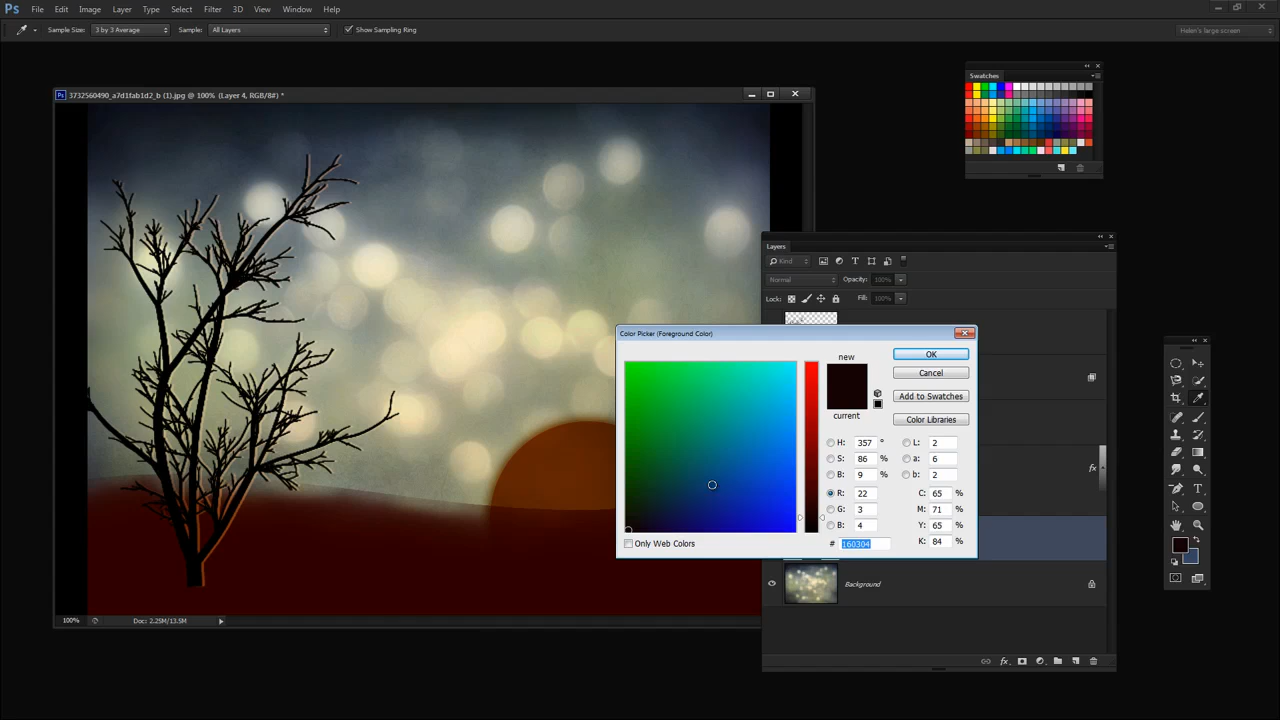 Ps File Edit Image Layer Type Select Filter 3D View Window Help
Sample Size: 3 by 3 Average Sample: All Layers Show Sampling Ring Helen's large screen
Swatches
Ps 3732560490_a7d1fab1d2_b (1).jpg @ 100% (Layer 4, RGB/8#) *
Layers
Kind
Normal Opacity: 100%
Lock: Fill: 100%
Color Picker (Foreground Color)
new
OK
Cancel
Add to Swatches
current
Color Libraries
H: 357 ° L: 2
S: 86 % a: 6
B: 9 % b: 2
R: 22 C: 65 %
G: 3 M: 71 %
B: 4 Y: 65 %
# 160304 K: 84 %
Only Web Colors
fx
Background
100% Doc: 2.25M/13.5M
fx